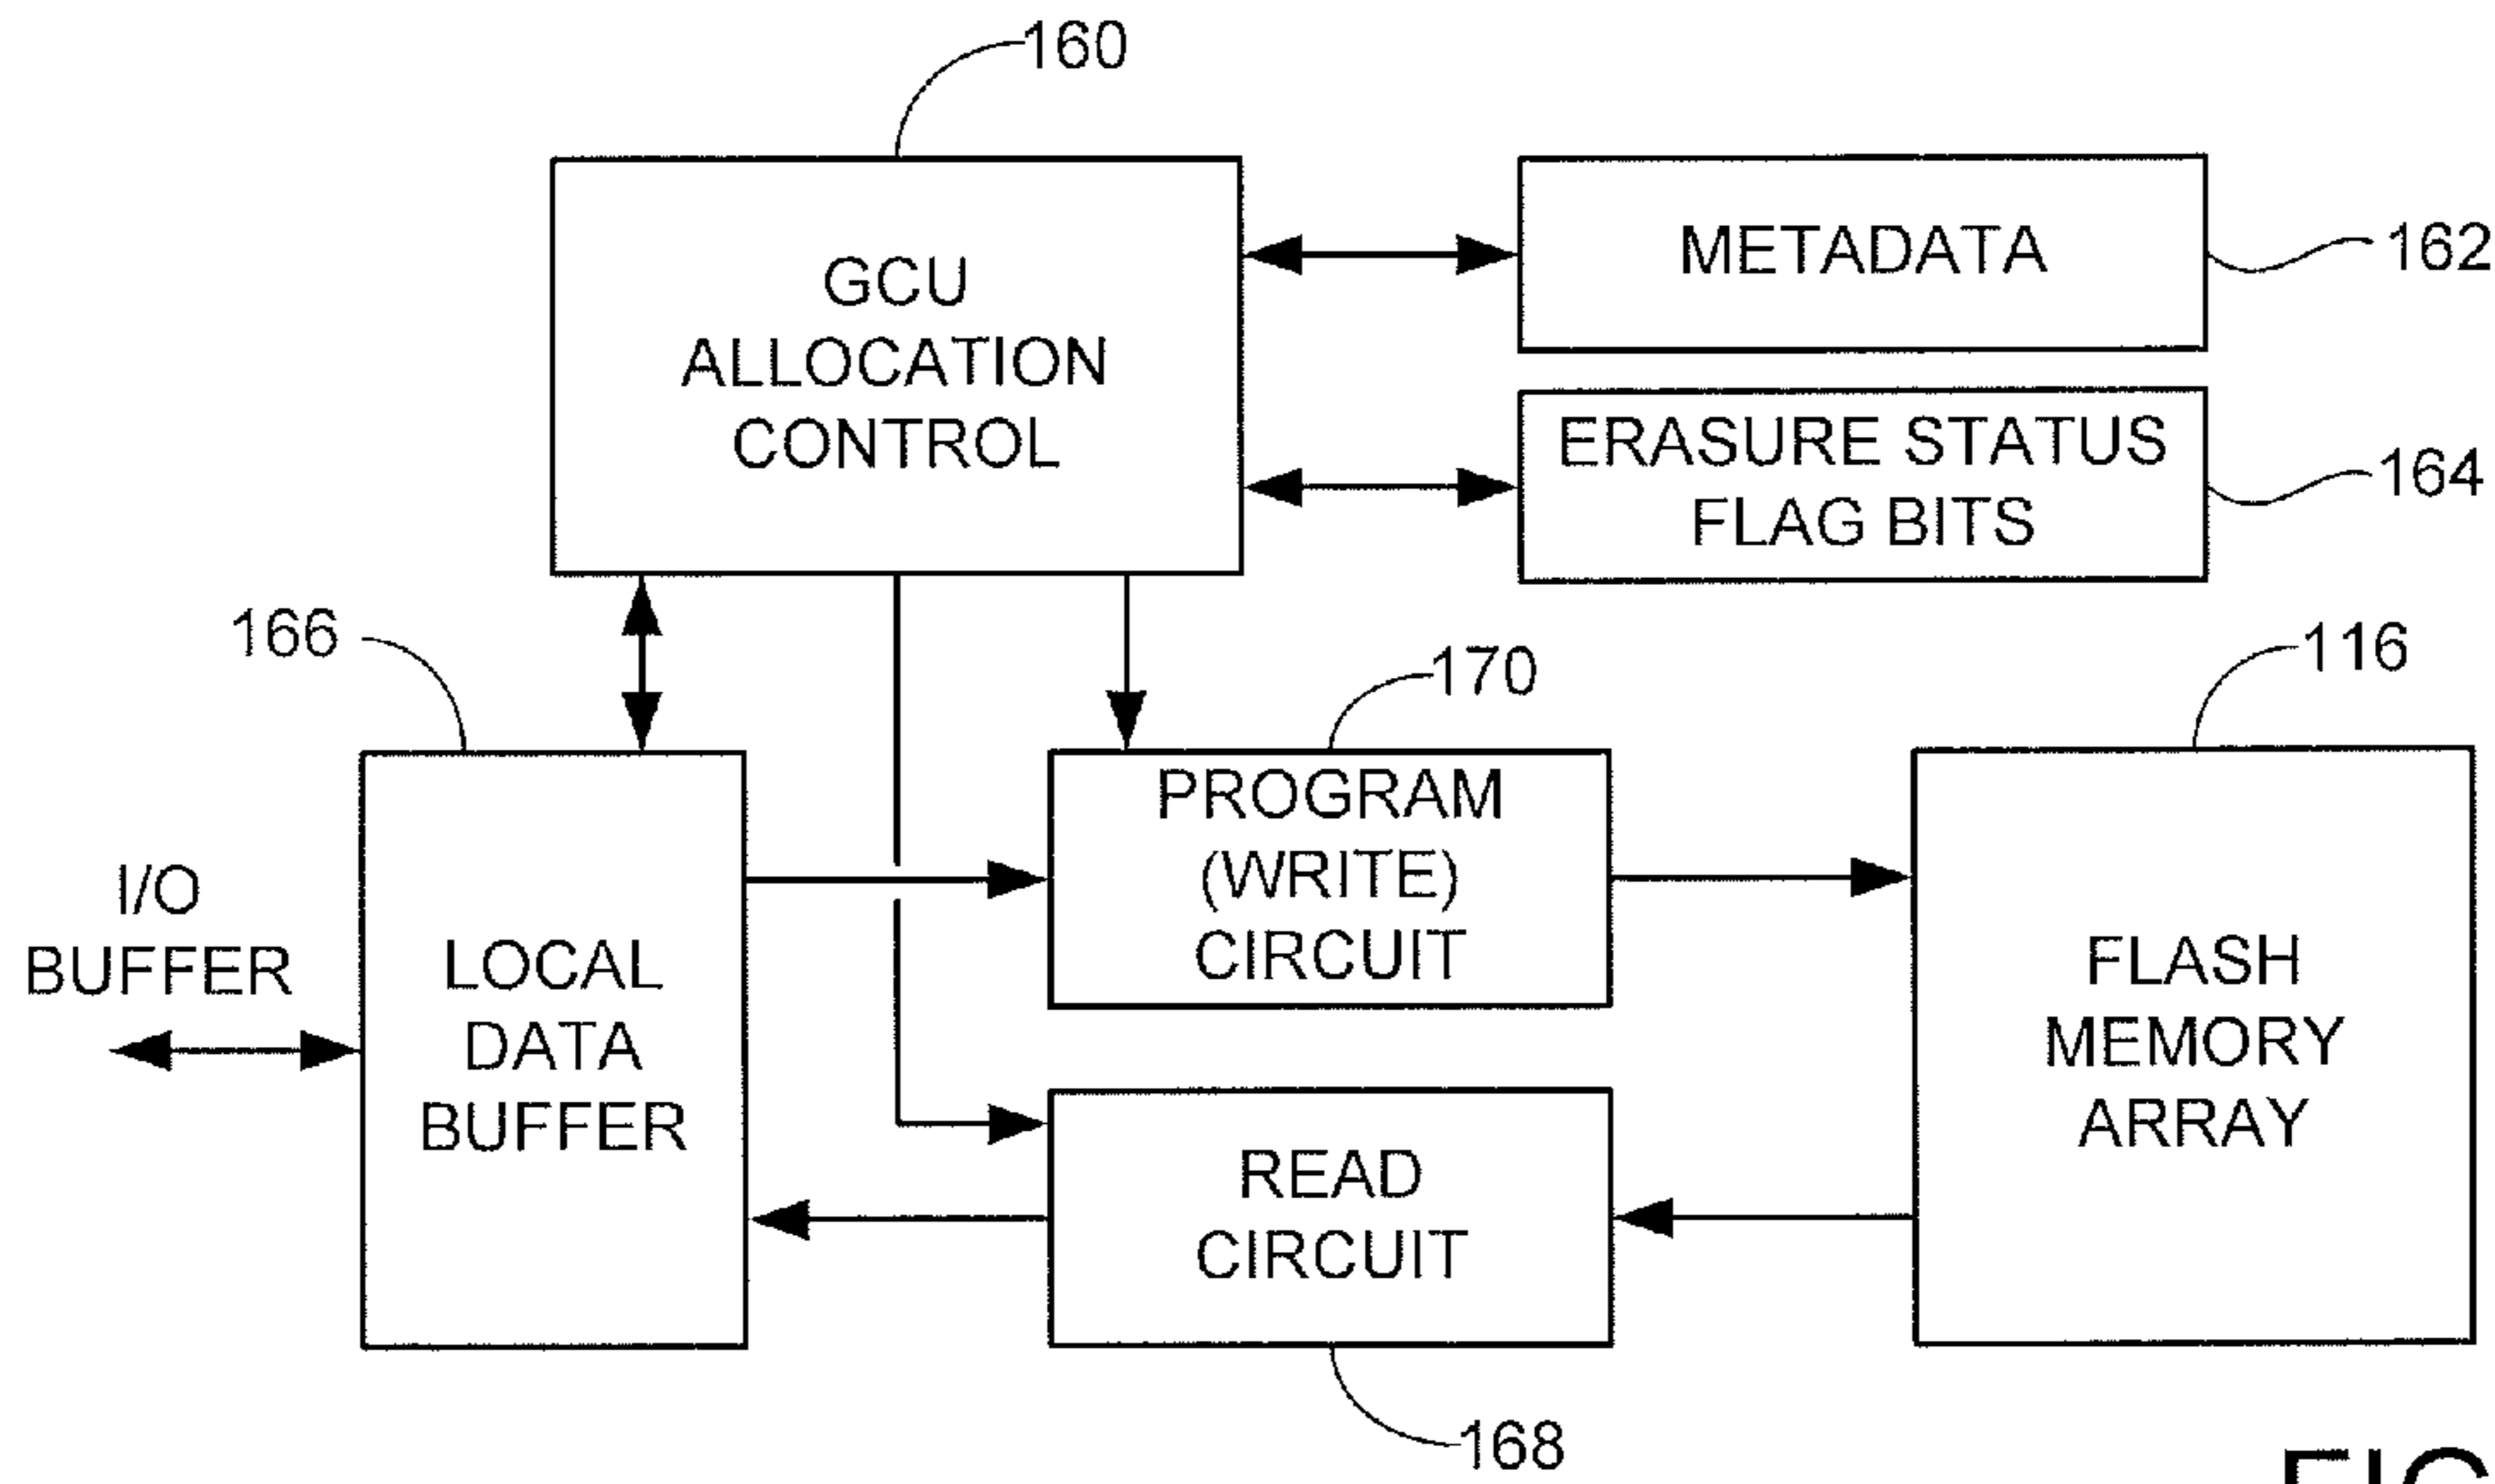 160
GCU
ALLOCATION
CONTROL
METADATA
162
ERASURE STATUS
FLAG BITS
164
166
170
116
I/O
BUFFER
LOCAL
DATA
BUFFER
PROGRAM
(WRITE)
CIRCUIT
FLASH
MEMORY
ARRAY
READ
CIRCUIT
168